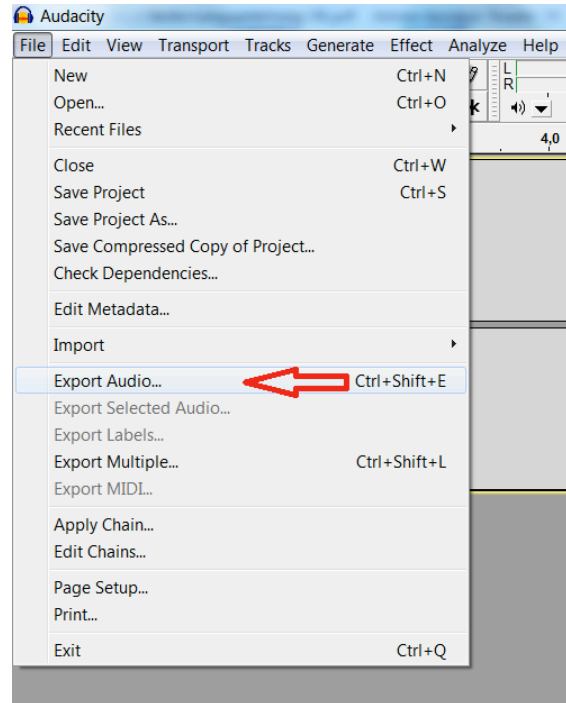 Audacity
File Edit View Transport Tracks Generate Effect Analyze Help
New Ctrl+N
L
R
Open... Ctrl+O
Recent Files
4,0
Close Ctrl+W
Save Project Ctrl+S
Save Project As...
Save Compressed Copy of Project...
Check Dependencies...
Edit Metadata...
Import
Export Audio... Ctrl+Shift+E
Export Selected Audio...
Export Labels...
Export Multiple... Ctrl+Shift+L
Export MIDI...
Apply Chain...
Edit Chains...
Page Setup...
Print...
Exit Ctrl+Q